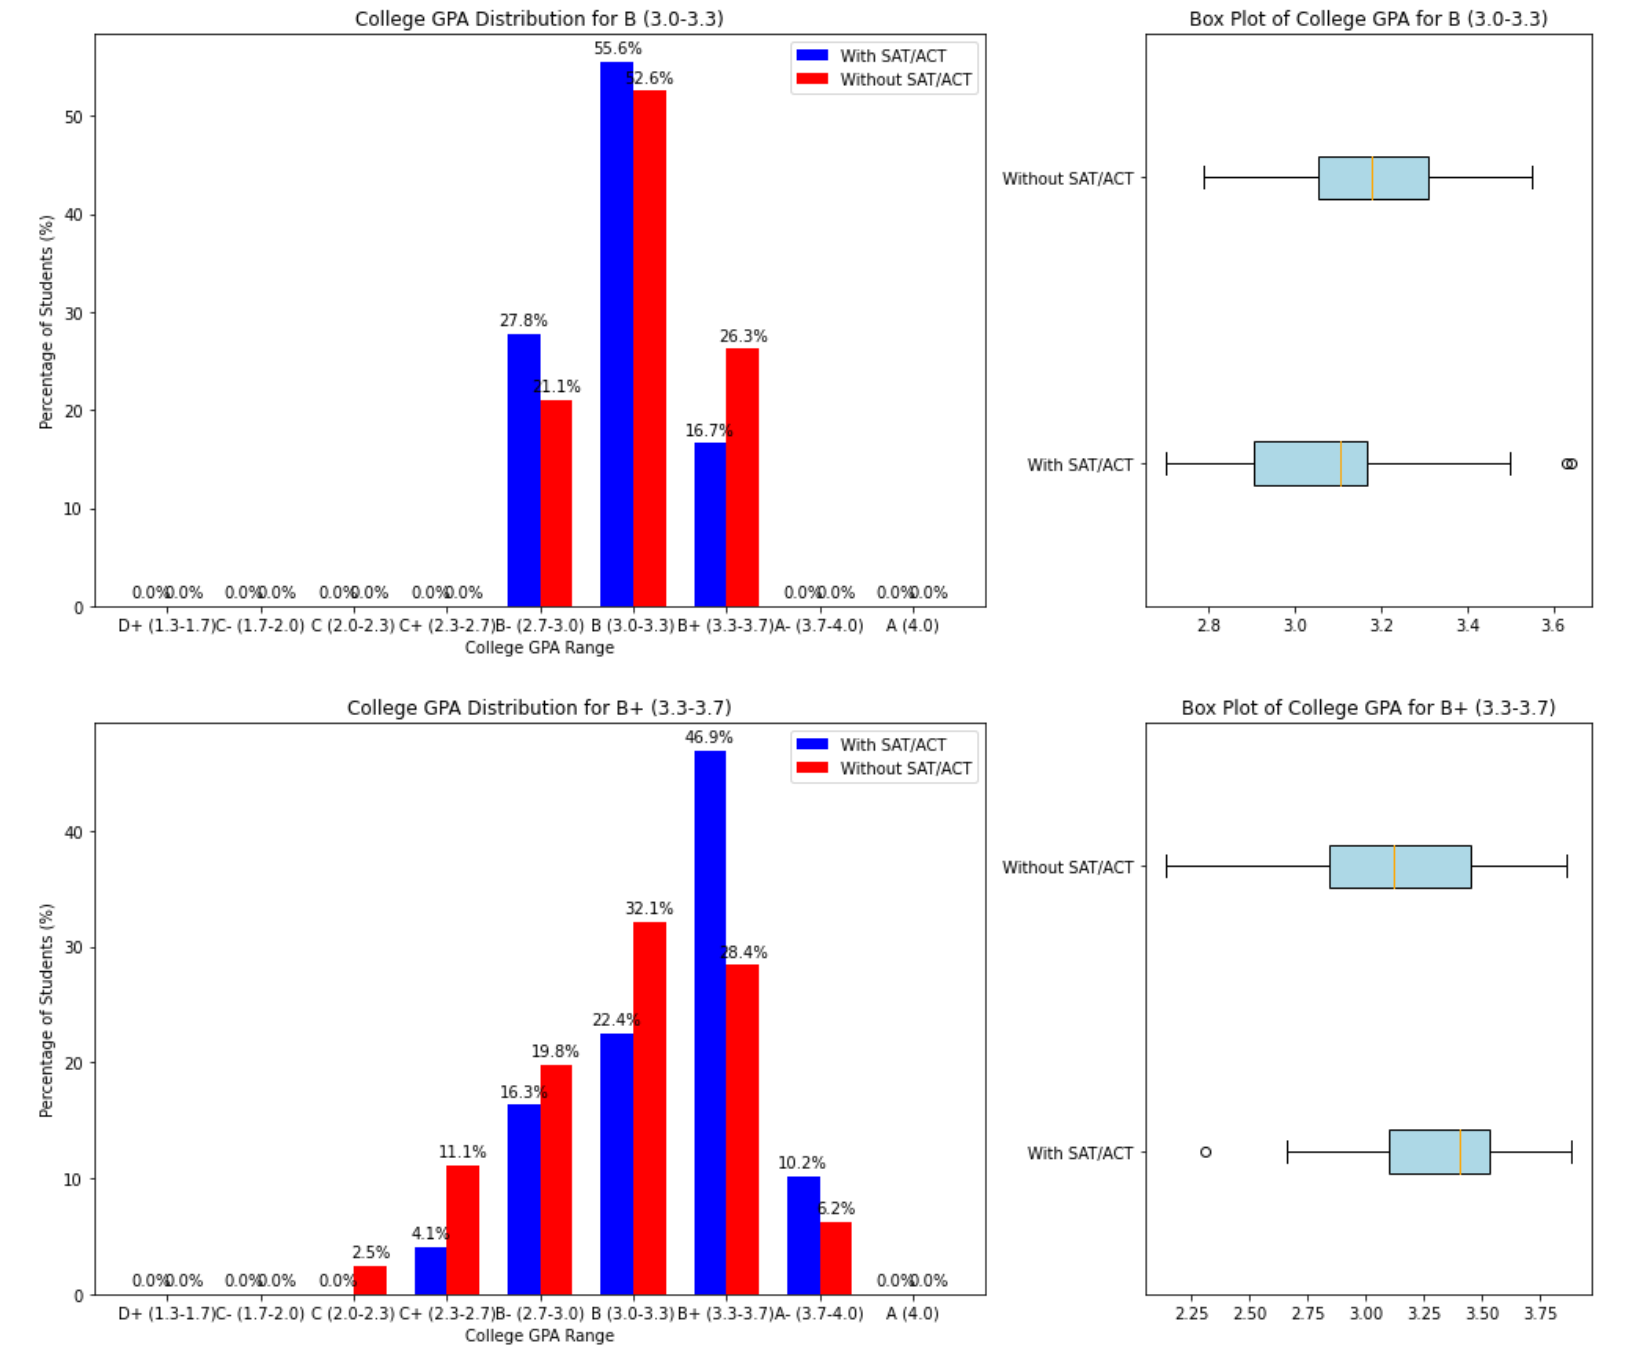 College GPA Distribution for B (3.0-3.3)
With SAT/ACT
Without SAT/ACT
Percentage of Students (%)
50
40
30
20
10
0
0.0% 0.0% 0.0% 0.0% 0.0% 0.0% 0.0% 0.0% 27.8% 21.1% 55.6% 52.6% 16.7% 26.3% 0.0% 0.0% 0.0% 0.0%
D+ (1.3-1.7) C- (1.7-2.0) C (2.0-2.3) C+ (2.3-2.7) B- (2.7-3.0) B (3.0-3.3) B+ (3.3-3.7) A- (3.7-4.0) A (4.0)
College GPA Range
Box Plot of College GPA for B (3.0-3.3)
Without SAT/ACT
With SAT/ACT
2.8 3.0 3.2 3.4 3.6
College GPA Distribution for B+ (3.3-3.7)
With SAT/ACT
Without SAT/ACT
Percentage of Students (%)
40
30
20
10
0
0.0% 0.0% 0.0% 0.0% 0.0% 2.5% 4.1% 11.1% 16.3% 19.8% 22.4% 32.1% 46.9% 28.4% 10.2% 6.2% 0.0% 0.0%
D+ (1.3-1.7) C- (1.7-2.0) C (2.0-2.3) C+ (2.3-2.7) B- (2.7-3.0) B (3.0-3.3) B+ (3.3-3.7) A- (3.7-4.0) A (4.0)
College GPA Range
Box Plot of College GPA for B+ (3.3-3.7)
Without SAT/ACT
With SAT/ACT
2.25 2.50 2.75 3.00 3.25 3.50 3.75